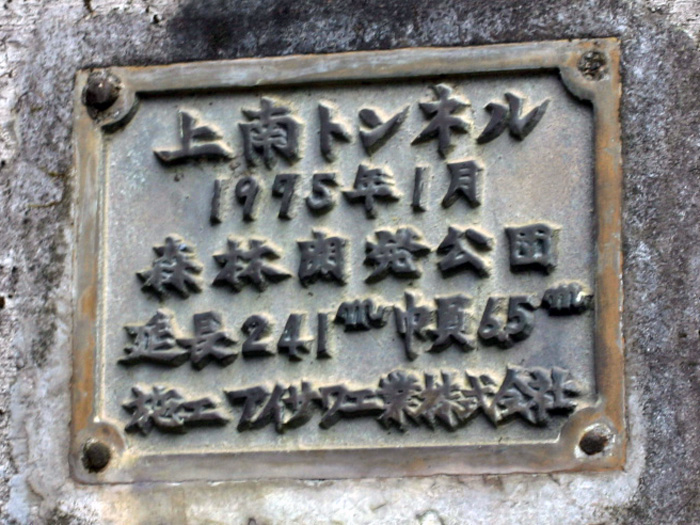 上南トンネル
1975年1月
森林開発公団
延長241m巾員6.5m
施工アイサワ工業株式会社